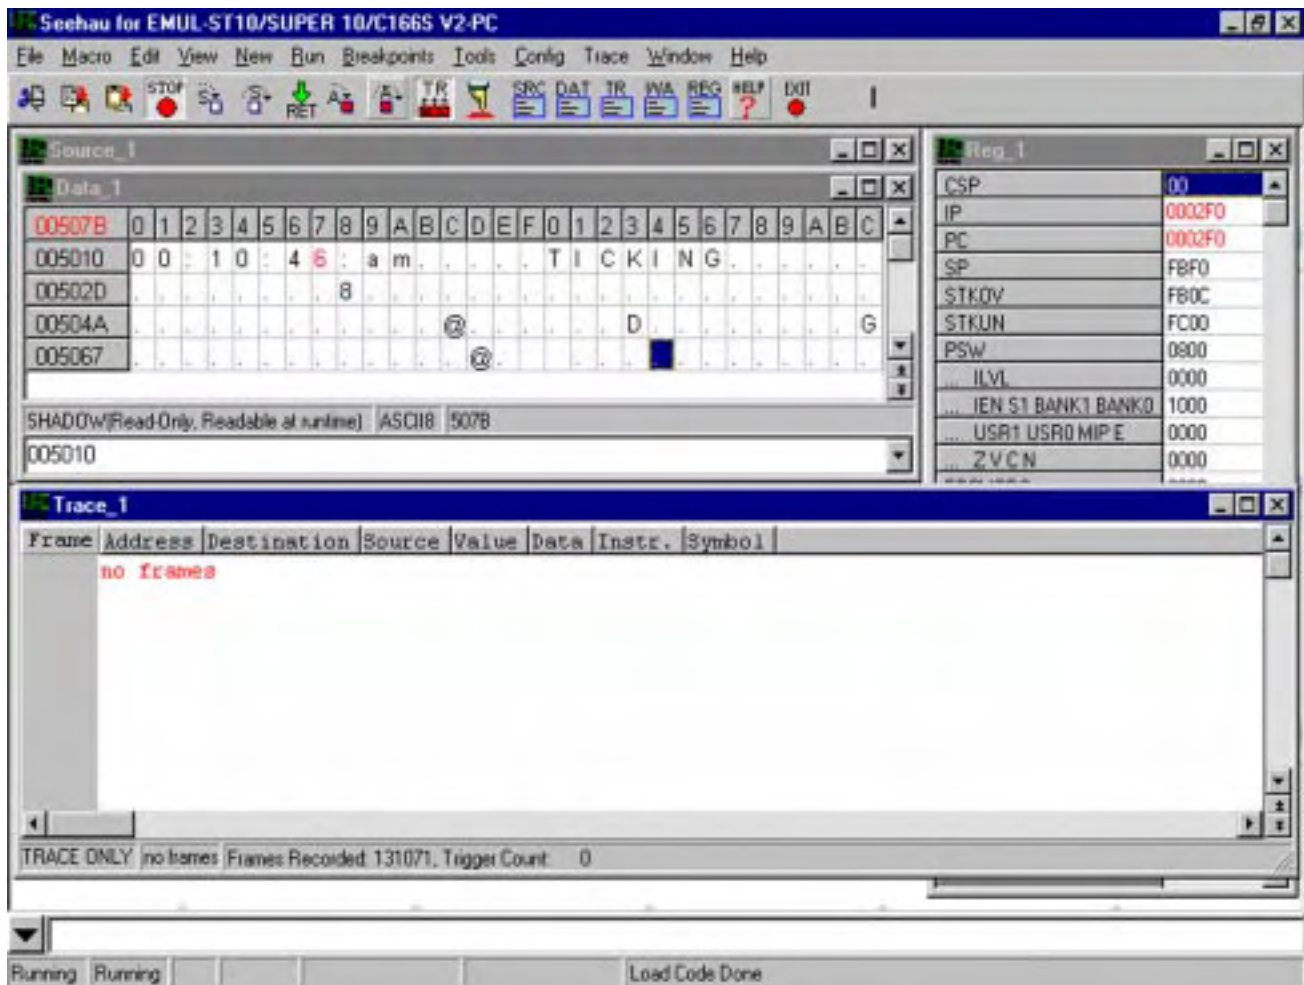 Seehau for EMUL-ST10/SUPER 10/C166S V2-PC
File Macro Edit View New Run Breakpoints Tools Config Trace Window Help
STOP RET TR SRC DAT TR WA REG HELP EXIT
Source_1
Data_1
00507B 0 1 2 3 4 5 6 7 8 9 A B C D E F 0 1 2 3 4 5 6 7 8 9 A B C
005010 0 0 : 1 0 : 4 6 : a m . . . . . T I C K I N G . . . . . .
00502D . . . . . . . . 8 . . . . . . . . . . . . . . . . . . . .
00504A . . . . . . . . . . . . @ . . . . . . D . . . . . . . . G
005067 . . . . . . . . . . . . . @ . . . . . . . . . . . . . . .
SHADOW(Read-Only, Readable at runtime) ASCII8 507B
005010
Reg_1
CSP 00
IP 0002F0
PC 0002F0
SP FBF0
STKOV FB0C
STKUN FC00
PSW 0800
... ILVL 0000
... IEN S1 BANK1 BANK0 1000
... USR1 USR0 MIP E 0000
... Z V C N 0000
Trace_1
Frame Address Destination Source Value Data Instr. Symbol
no frames
TRACE ONLY no frames Frames Recorded: 131071, Trigger Count: 0
Running Running Load Code Done